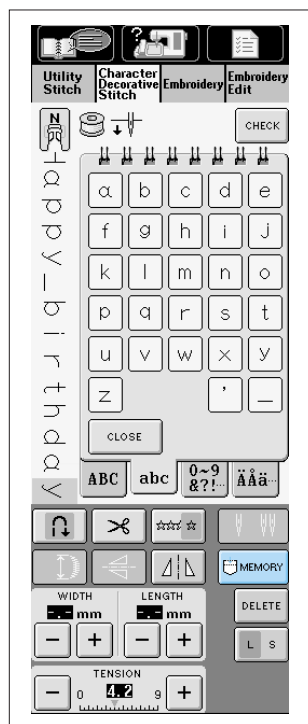 Utility Stitch
Character Decorative Stitch
Embroidery
Embroidery Edit
N
CHECK
Happy_birthday
a b c d e
f g h i j
k l m n o
p q r s t
u v w x y
z ' _
CLOSE
ABC abc 0~9 &?!... ÄÅä...
MEMORY
WIDTH LENGTH
-.- mm -.- mm
DELETE
- + - +
L S
TENSION
- 0 4.2 9 +